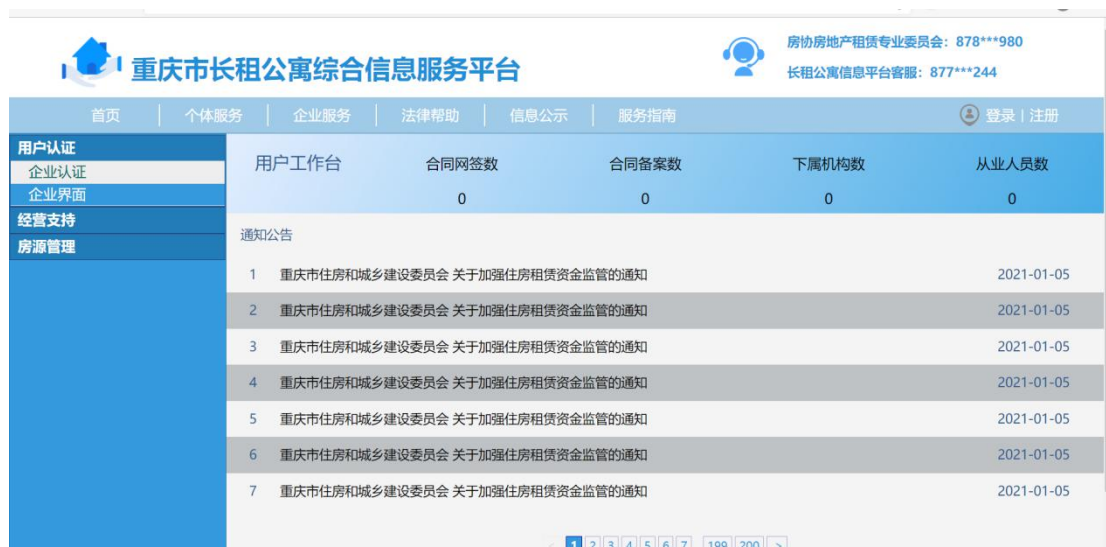 重庆市长租公寓综合信息服务平台
房协房地产租赁专业委员会：878***980
长租公寓信息平台客服：877***244
首页 个体服务 企业服务 法律帮助 信息公示 服务指南 登录 | 注册
用户认证
企业认证
企业界面
经营支持
房源管理
用户工作台 合同网签数 合同备案数 下属机构数 从业人员数
0 0 0 0
通知公告
1 重庆市住房和城乡建设委员会 关于加强住房租赁资金监管的通知 2021-01-05
2 重庆市住房和城乡建设委员会 关于加强住房租赁资金监管的通知 2021-01-05
3 重庆市住房和城乡建设委员会 关于加强住房租赁资金监管的通知 2021-01-05
4 重庆市住房和城乡建设委员会 关于加强住房租赁资金监管的通知 2021-01-05
5 重庆市住房和城乡建设委员会 关于加强住房租赁资金监管的通知 2021-01-05
6 重庆市住房和城乡建设委员会 关于加强住房租赁资金监管的通知 2021-01-05
7 重庆市住房和城乡建设委员会 关于加强住房租赁资金监管的通知 2021-01-05
< 1 2 3 4 5 6 7 199 200 >